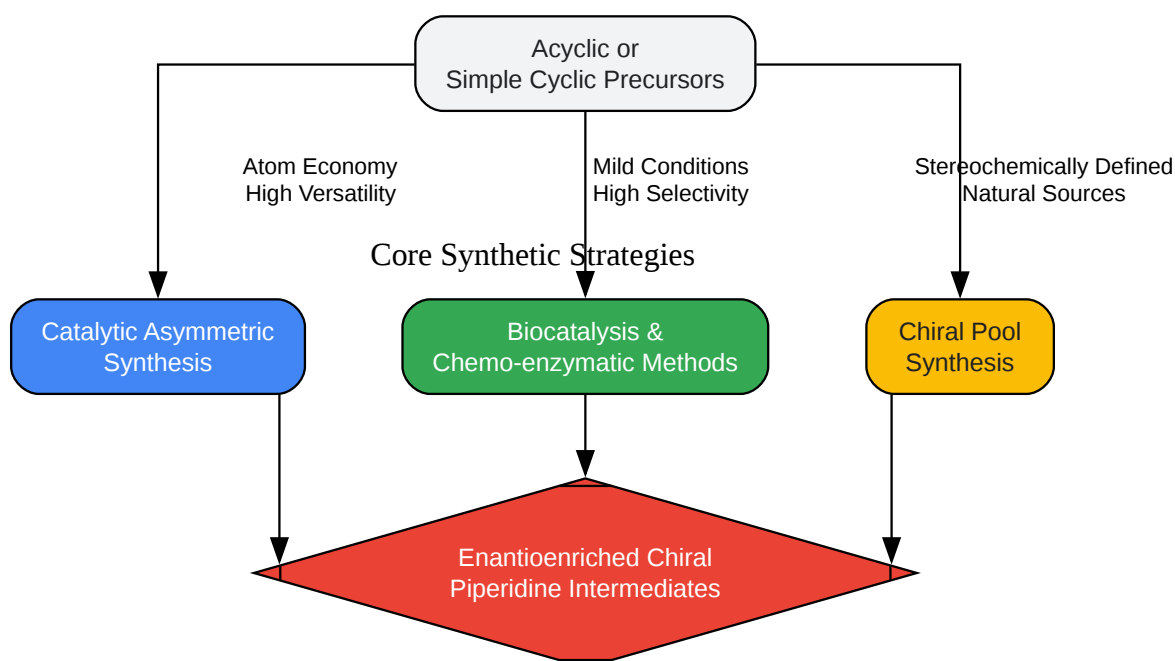 Acyclic or
Simple Cyclic Precursors
Atom Economy
High Versatility
Mild Conditions
High Selectivity
Stereochemically Defined
Natural Sources
Core Synthetic Strategies
Catalytic Asymmetric
Synthesis
Biocatalysis &
Chemo-enzymatic Methods
Chiral Pool
Synthesis
Enantioenriched Chiral
Piperidine Intermediates